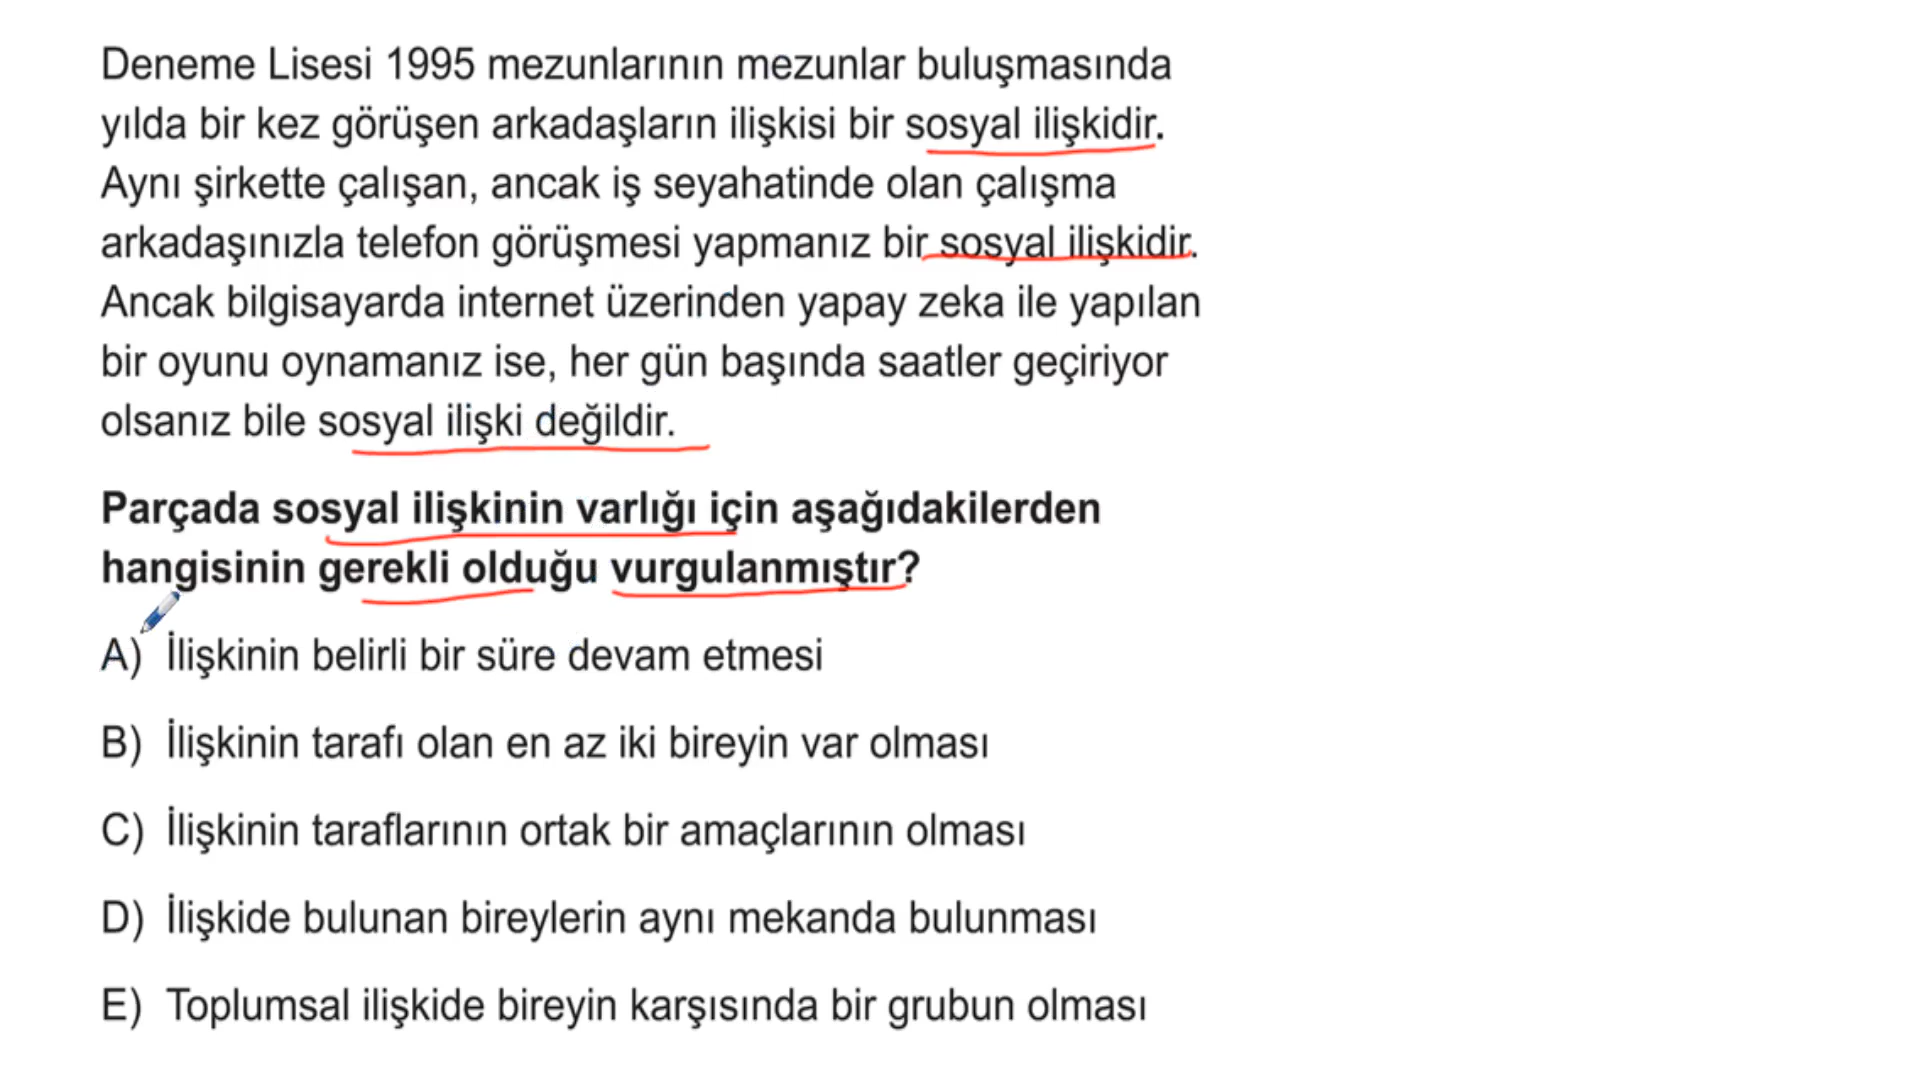 Deneme Lisesi 1995 mezunlarının mezunlar buluşmasında
yılda bir kez görüşen arkadaşların ilişkisi bir sosyal ilişkidir.
Aynı şirkette çalışan, ancak iş seyahatinde olan çalışma
arkadaşınızla telefon görüşmesi yapmanız bir sosyal ilişkidir.
Ancak bilgisayarda internet üzerinden yapay zeka ile yapılan
bir oyunu oynamanız ise, her gün başında saatler geçiriyor
olsanız bile sosyal ilişki değildir.
Parçada sosyal ilişkinin varlığı için aşağıdakilerden
hangisinin gerekli olduğu vurgulanmıştır?
A) İlişkinin belirli bir süre devam etmesi
B) İlişkinin tarafı olan en az iki bireyin var olması
C) İlişkinin taraflarının ortak bir amaçlarının olması
D) İlişkide bulunan bireylerin aynı mekanda bulunması
E) Toplumsal ilişkide bireyin karşısında bir grubun olması